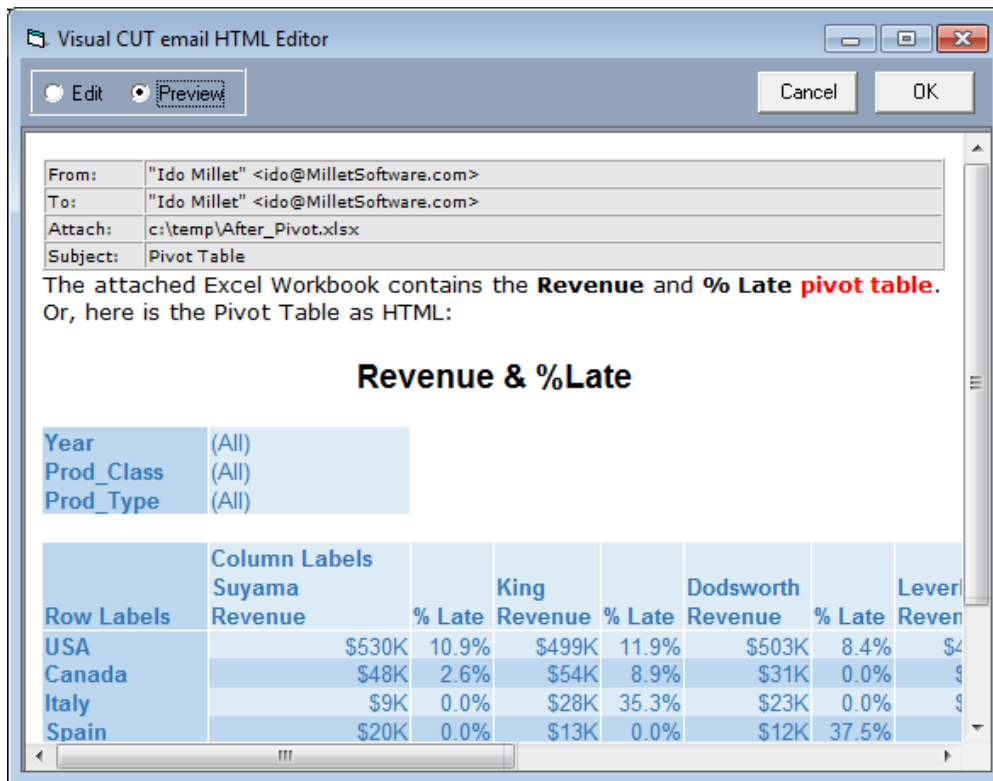 Visual CUT email HTML Editor
Edit Preview Cancel OK
From: "Ido Millet" <ido@MilletSoftware.com>
To: "Ido Millet" <ido@MilletSoftware.com>
Attach: c:\temp\After_Pivot.xlsx
Subject: Pivot Table
The attached Excel Workbook contains the Revenue and % Late pivot table.
Or, here is the Pivot Table as HTML:
Revenue & %Late
Year (All)
Prod_Class (All)
Prod_Type (All)
Column Labels
Suyama King Dodsworth
Row Labels Revenue % Late Revenue % Late Revenue % Late
USA $530K 10.9% $499K 11.9% $503K 8.4%
Canada $48K 2.6% $54K 8.9% $31K 0.0%
Italy $9K 0.0% $28K 35.3% $23K 0.0%
Spain $20K 0.0% $13K 0.0% $12K 37.5%